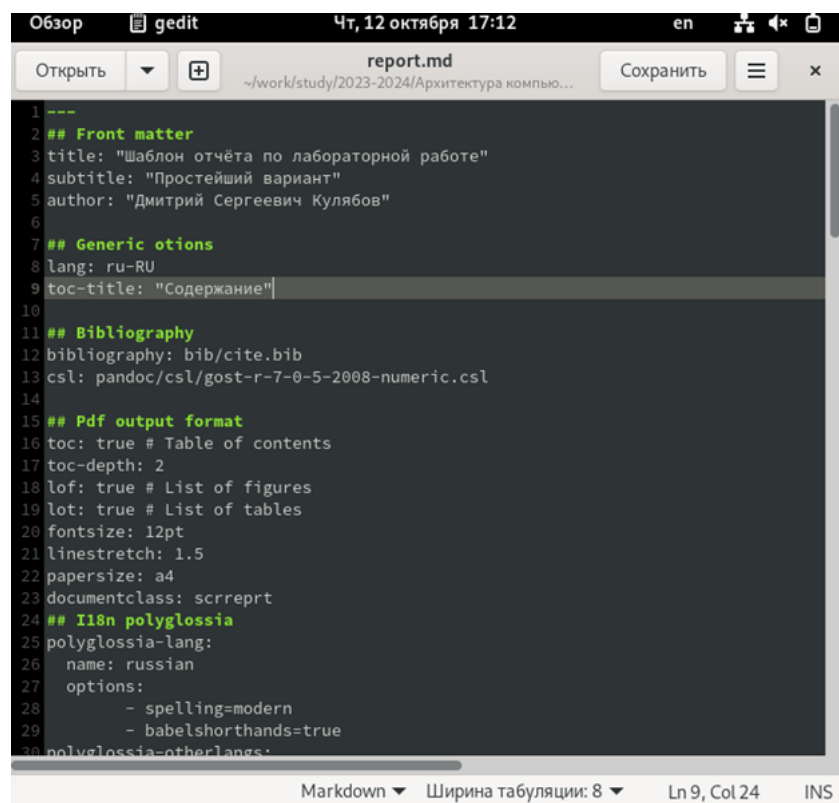 Обзор gedit Чт, 12 октября 17:12 en
Открыть report.md Сохранить
~/work/study/2023-2024/Архитектура компью...
1 ---
2 ## Front matter
3 title: "Шаблон отчёта по лабораторной работе"
4 subtitle: "Простейший вариант"
5 author: "Дмитрий Сергеевич Кулябов"
6
7 ## Generic otions
8 lang: ru-RU
9 toc-title: "Содержание"
10
11 ## Bibliography
12 bibliography: bib/cite.bib
13 csl: pandoc/csl/gost-r-7-0-5-2008-numeric.csl
14
15 ## Pdf output format
16 toc: true # Table of contents
17 toc-depth: 2
18 lof: true # List of figures
19 lot: true # List of tables
20 fontsize: 12pt
21 linestretch: 1.5
22 papersize: a4
23 documentclass: scrreprt
24 ## I18n polyglossia
25 polyglossia-lang:
26   name: russian
27   options:
28         - spelling=modern
29         - babelshorthands=true
30 polyglossia-otherlangs:
Markdown Ширина табуляции: 8 Ln 9, Col 24 INS